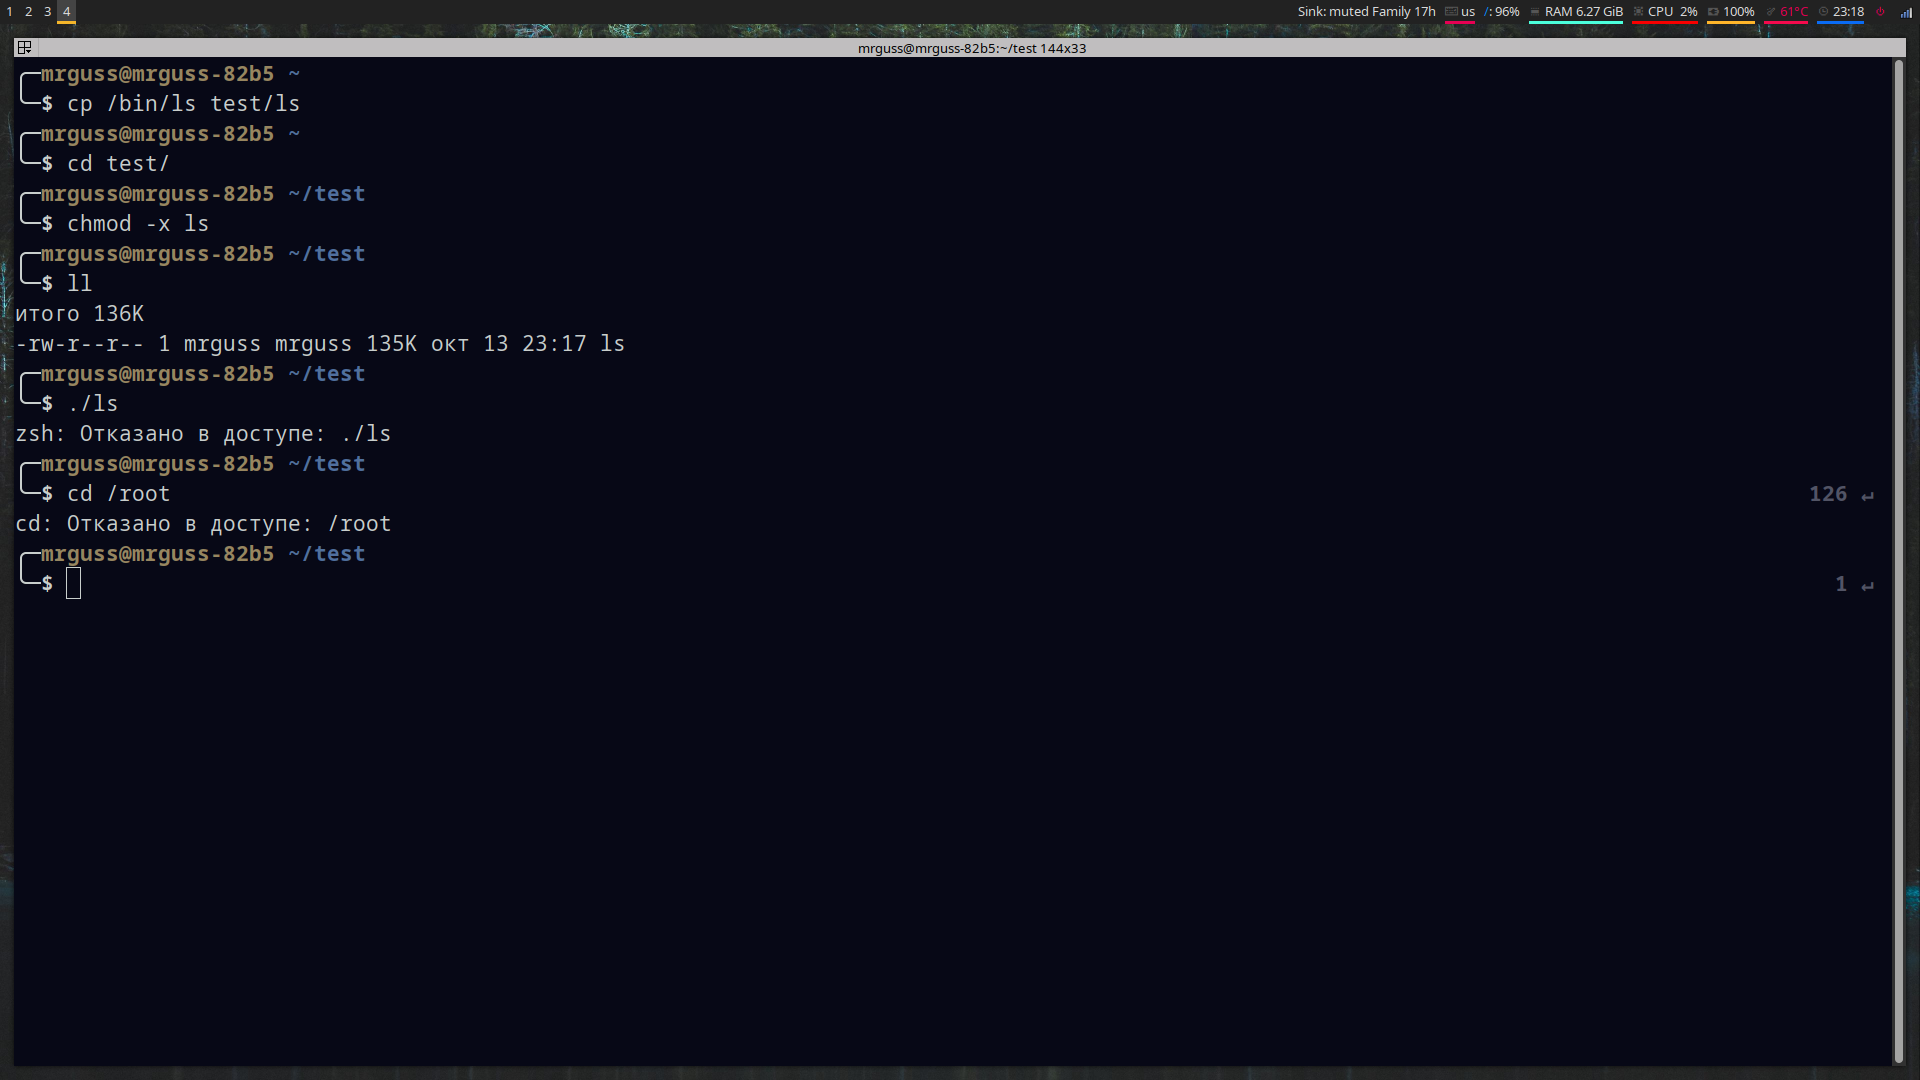 1 2 3 4 Sink: muted Family 17h us /: 96% RAM 6.27 GiB CPU 2% 100% 61°C 23:18
mrguss@mrguss-82b5:~/test 144x33
mrguss@mrguss-82b5 ~
$ cp /bin/ls test/ls
mrguss@mrguss-82b5 ~
$ cd test/
mrguss@mrguss-82b5 ~/test
$ chmod -x ls
mrguss@mrguss-82b5 ~/test
$ ll
итого 136K
-rw-r--r-- 1 mrguss mrguss 135K окт 13 23:17 ls
mrguss@mrguss-82b5 ~/test
$ ./ls
zsh: Отказано в доступе: ./ls
mrguss@mrguss-82b5 ~/test
$ cd /root 126 ↵
cd: Отказано в доступе: /root
mrguss@mrguss-82b5 ~/test
$ 1 ↵